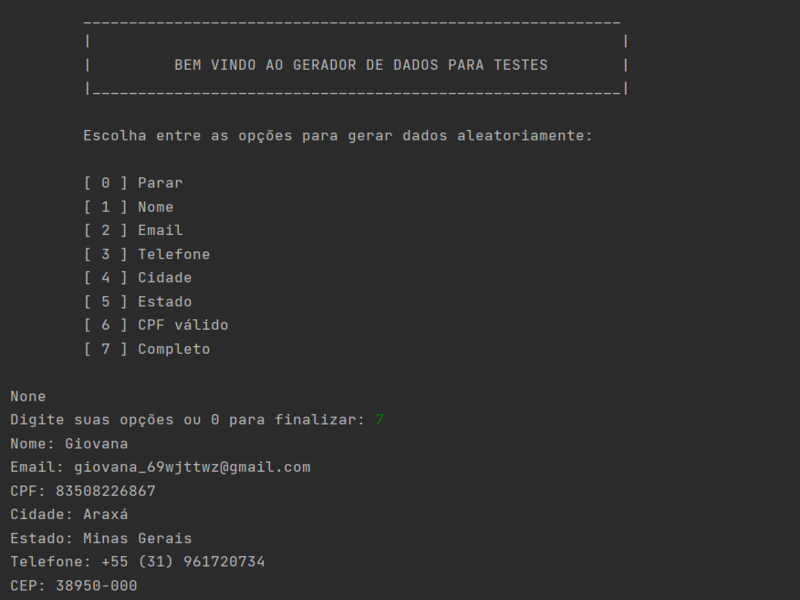 ___________________________________________________________
|                                                          |
|         BEM VINDO AO GERADOR DE DADOS PARA TESTES        |
|__________________________________________________________|
Escolha entre as opções para gerar dados aleatoriamente:
[ 0 ] Parar
[ 1 ] Nome
[ 2 ] Email
[ 3 ] Telefone
[ 4 ] Cidade
[ 5 ] Estado
[ 6 ] CPF válido
[ 7 ] Completo
None
Digite suas opções ou 0 para finalizar: 7
Nome: Giovana
Email: giovana_69wjttwz@gmail.com
CPF: 83508226867
Cidade: Araxá
Estado: Minas Gerais
Telefone: +55 (31) 961720734
CEP: 38950-000